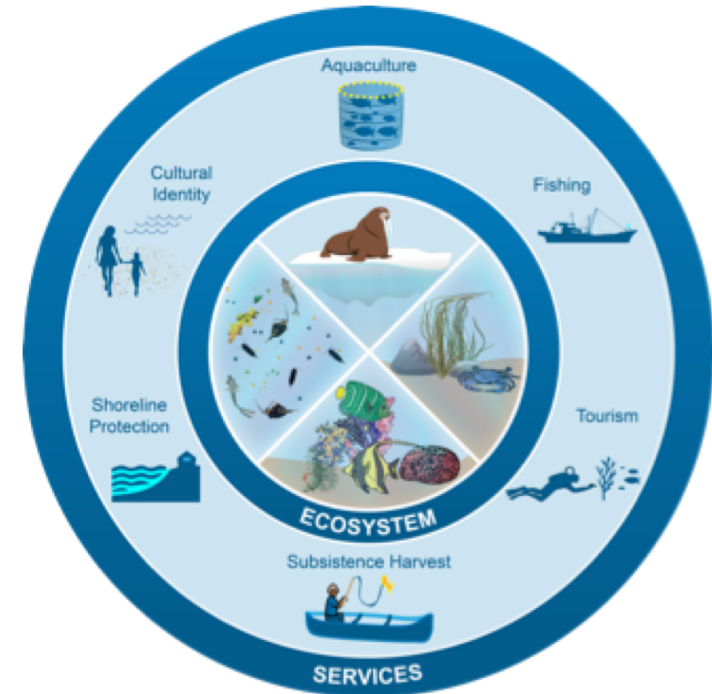 Aquaculture
Cultural
Identity
Fishing
Shoreline
Protection
Tourism
ECOSYSTEM
Subsistence Harvest
SERVICES